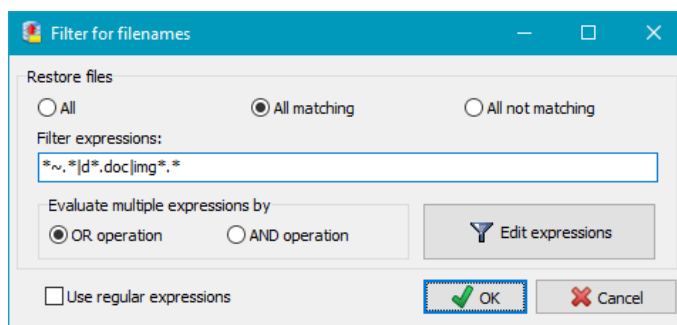 Filter for filenames
Restore files
All All matching All not matching
Filter expressions:
*~.*|d*.doc|img*.*
Evaluate multiple expressions by
OR operation AND operation
Edit expressions
Use regular expressions
OK Cancel